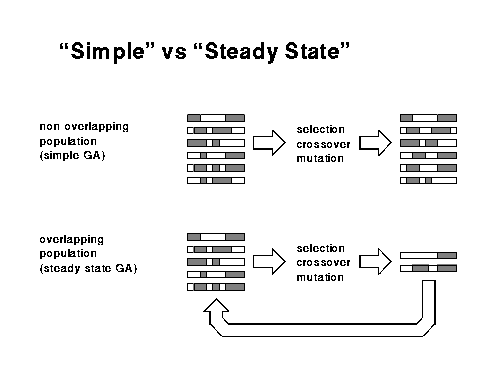 “Simple” vs “Steady State”
non overlapping
population
(simple GA)
selection
crossover
mutation
overlapping
population
(steady state GA)
selection
crossover
mutation